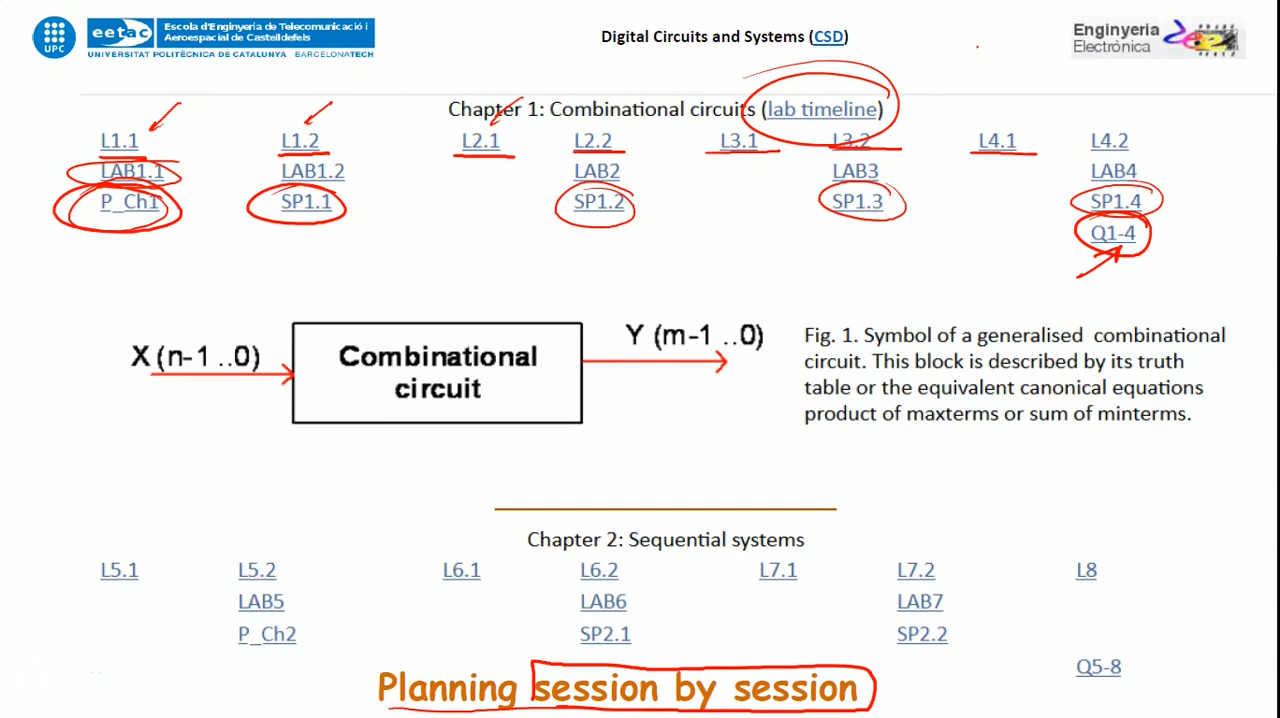 UPC
eetac
Escola d'Enginyeria de Telecomunicació i
Aeroespacial de Castelldefels
UNIVERSITAT POLITÈCNICA DE CATALUNYA BARCELONATECH
Digital Circuits and Systems (CSD)
Enginyeria
Electrònica
Chapter 1: Combinational circuits (lab timeline)
L1.1 L1.2 L2.1 L2.2 L3.1 L3.2 L4.1 L4.2
LAB1.1 LAB1.2 LAB2 LAB3 LAB4
P_Ch1 SP1.1 SP1.2 SP1.3 SP1.4
Q1-4
X (n-1 ..0)
Combinational
circuit
Y (m-1 ..0)
Fig. 1. Symbol of a generalised combinational
circuit. This block is described by its truth
table or the equivalent canonical equations
product of maxterms or sum of minterms.
Chapter 2: Sequential systems
L5.1 L5.2 L6.1 L6.2 L7.1 L7.2 L8
LAB5 LAB6 LAB7
P_Ch2 SP2.1 SP2.2
Q5-8
Planning session by session